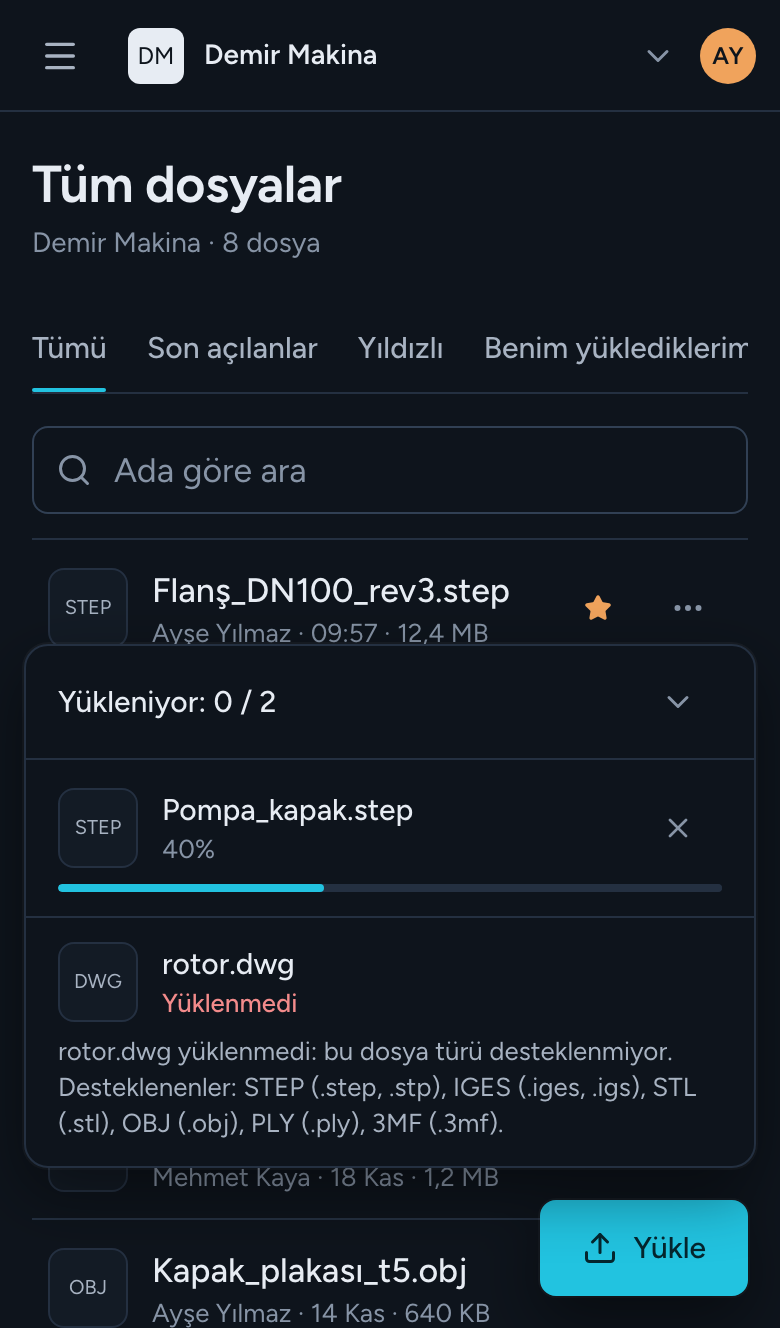 DM Demir Makina AY
Tüm dosyalar
Demir Makina · 8 dosya
Tümü Son açılanlar Yıldızlı Benim yüklediklerim
Ada göre ara
STEP Flanş_DN100_rev3.step
Ayşe Yılmaz · 09:57 · 12,4 MB
Yükleniyor: 0 / 2
STEP Pompa_kapak.step
40%
DWG rotor.dwg
Yüklenmedi
rotor.dwg yüklenmedi: bu dosya türü desteklenmiyor.
Desteklenenler: STEP (.step, .stp), IGES (.iges, .igs), STL
(.stl), OBJ (.obj), PLY (.ply), 3MF (.3mf).
Mehmet Kaya · 18 Kas · 1,2 MB
Yükle
OBJ Kapak_plakası_t5.obj
Ayşe Yılmaz · 14 Kas · 640 KB